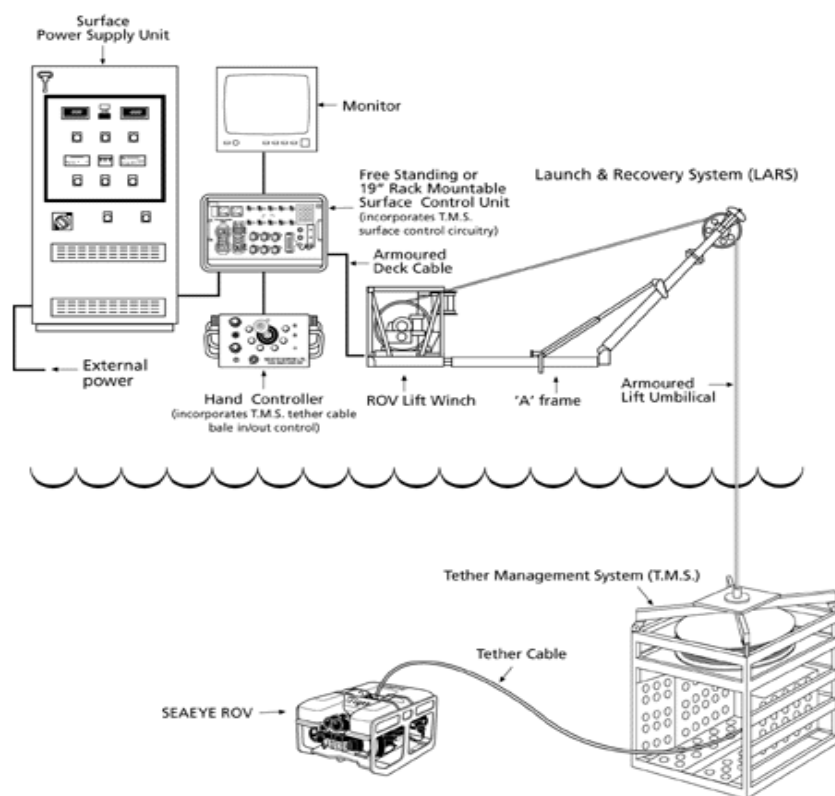 Surface
Power Supply Unit
Monitor
Free Standing or
19" Rack Mountable
Surface Control Unit
(incorporates T.M.S.
surface control circuitry)
Launch & Recovery System (LARS)
Armoured
Deck Cable
External
power
Hand Controller
(incorporates T.M.S. tether cable
bale in/out control)
ROV Lift Winch
'A' frame
Armoured
Lift Umbilical
Tether Management System (T.M.S.)
Tether Cable
SEAEYE ROV